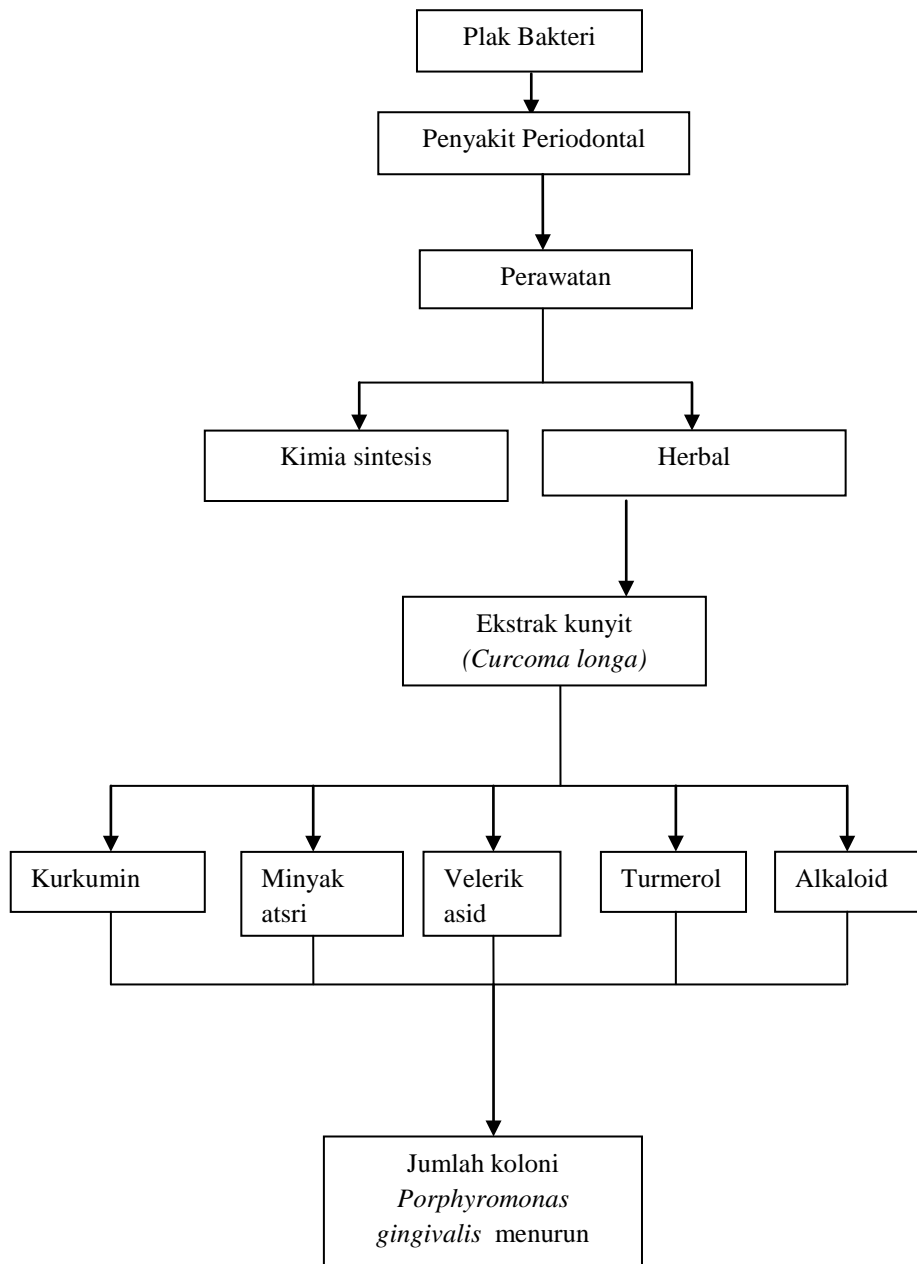 Plak Bakteri
Penyakit Periodontal
Perawatan
Kimia sintesis
Herbal
Ekstrak kunyit
(Curcoma longa)
Kurkumin
Minyak
atsri
Velerik
asid
Turmerol
Alkaloid
Jumlah koloni
Porphyromonas
gingivalis menurun